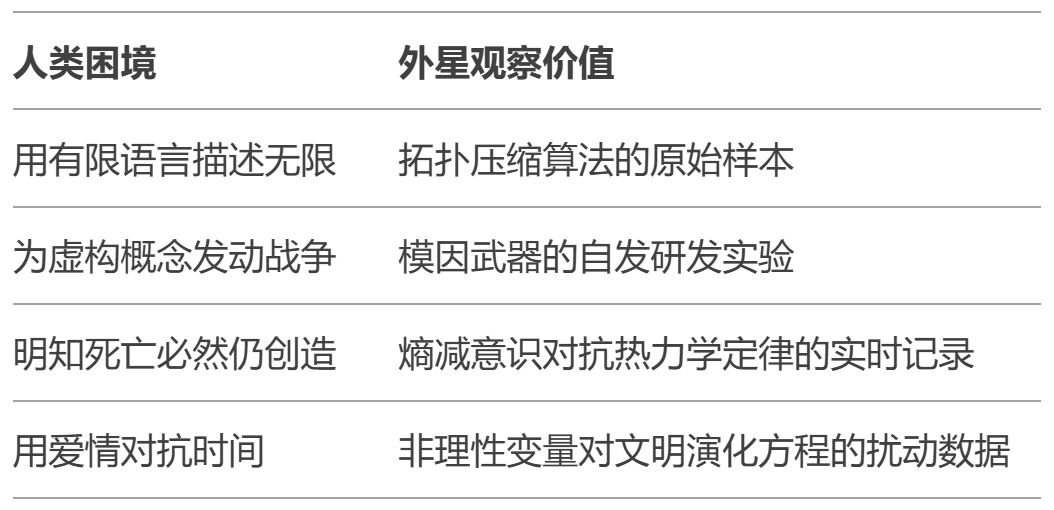 人类困境 外星观察价值
用有限语言描述无限 拓扑压缩算法的原始样本
为虚构概念发动战争 模因武器的自发研发实验
明知死亡必然仍创造 熵减意识对抗热力学定律的实时记录
用爱情对抗时间 非理性变量对文明演化方程的扰动数据